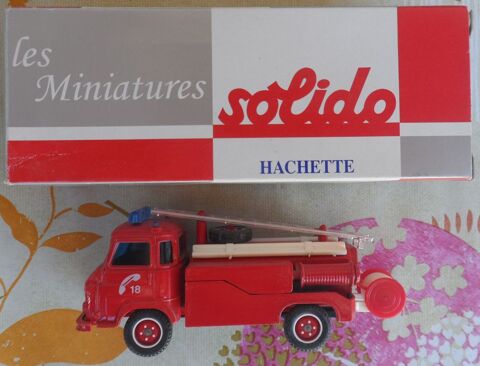 les
Miniatures
solido
HACHETTE
18